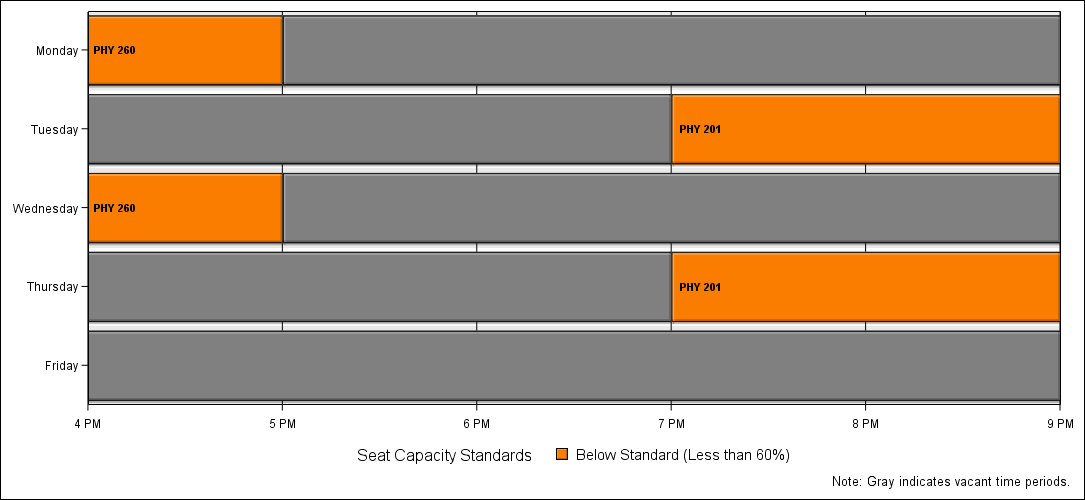 Monday
PHY 260
Tuesday
PHY 201
Wednesday
PHY 260
Thursday
PHY 201
Friday
4 PM 5 PM 6 PM 7 PM 8 PM 9 PM
Seat Capacity Standards Below Standard (Less than 60%)
Note: Gray indicates vacant time periods.